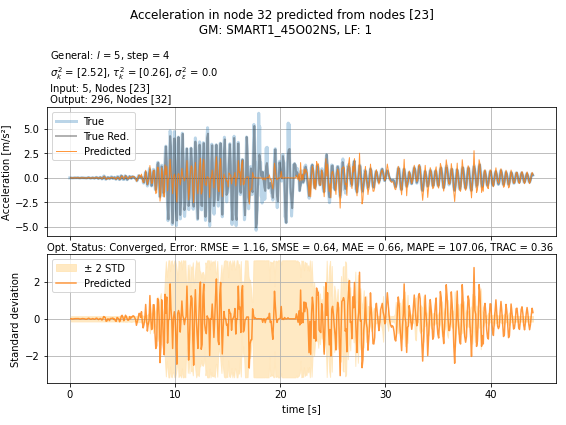 Acceleration in node 32 predicted from nodes [23]
GM: SMART1_45O02NS, LF: 1
General: l = 5, step = 4
σ²ₖ = [2.52], τ²ₖ = [0.26], σ²ε = 0.0
Input: 5, Nodes [23]
Output: 296, Nodes [32]
True
True Red.
Predicted
Acceleration [m/s²]
5.0
2.5
0.0
−2.5
−5.0
Opt. Status: Converged, Error: RMSE = 1.16, SMSE = 0.64, MAE = 0.66, MAPE = 107.06, TRAC = 0.36
± 2 STD
Predicted
Standard deviation
2
0
−2
0 10 20 30 40
time [s]